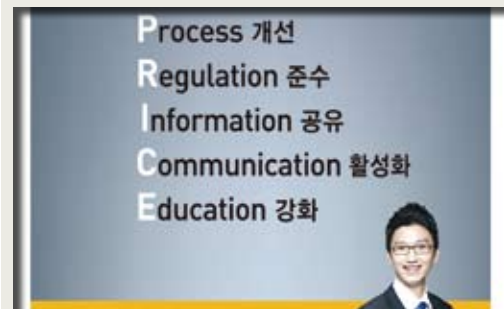 Process 개선
Regulation 준수
Information 공유
Communication 활성화
Education 강화